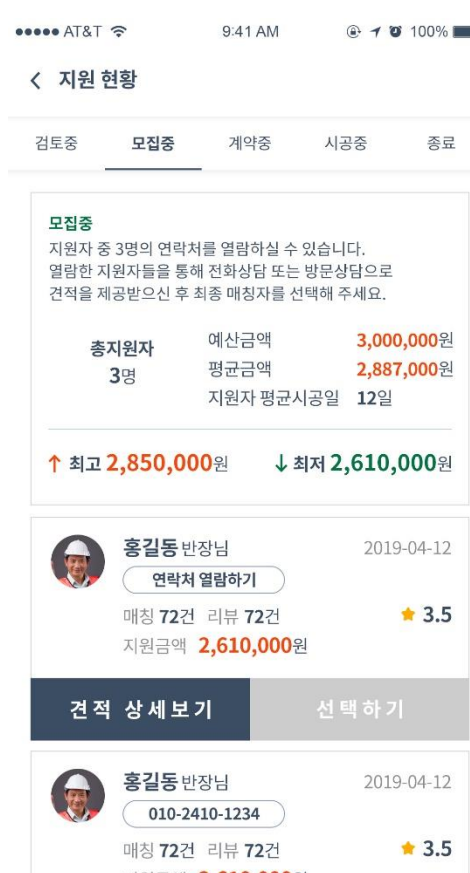 AT&T 9:41 AM 100%
지원 현황
검토중 모집중 계약중 시공중 종료
모집중
지원자 중 3명의 연락처를 열람하실 수 있습니다.
열람한 지원자들을 통해 전화상담 또는 방문상담으로
견적을 제공받으신 후 최종 매칭자를 선택해 주세요.
총지원자
3명
예산금액 3,000,000원
평균금액 2,887,000원
지원자 평균시공일 12일
↑ 최고 2,850,000원 ↓ 최저 2,610,000원
홍길동 반장님 2019-04-12
연락처 열람하기
매칭 72건 리뷰 72건 3.5
지원금액 2,610,000원
견적 상세보기 선택하기
홍길동 반장님 2019-04-12
010-2410-1234
매칭 72건 리뷰 72건 3.5